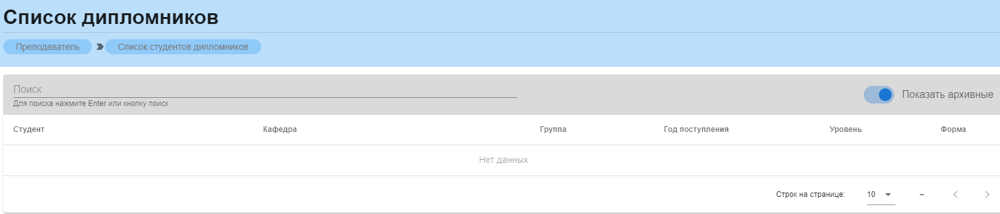 Список дипломников
Преподаватель
Список студентов дипломников
Поиск
Для поиска нажмите Enter или кнопку поиск
Показать архивные
Студент Кафедра Группа Год поступления Уровень Форма
Нет данных
Строк на странице: 10 –